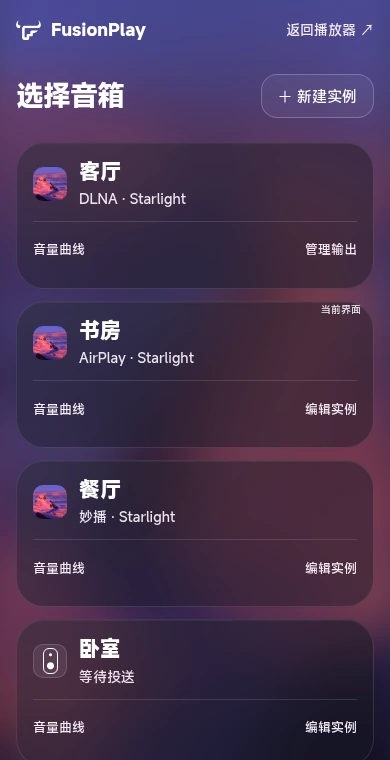 FusionPlay
返回播放器 ↗
选择音箱
＋ 新建实例
客厅
DLNA · Starlight
音量曲线
管理输出
当前界面
书房
AirPlay · Starlight
音量曲线
编辑实例
餐厅
妙播 · Starlight
音量曲线
编辑实例
卧室
等待投送
音量曲线
编辑实例